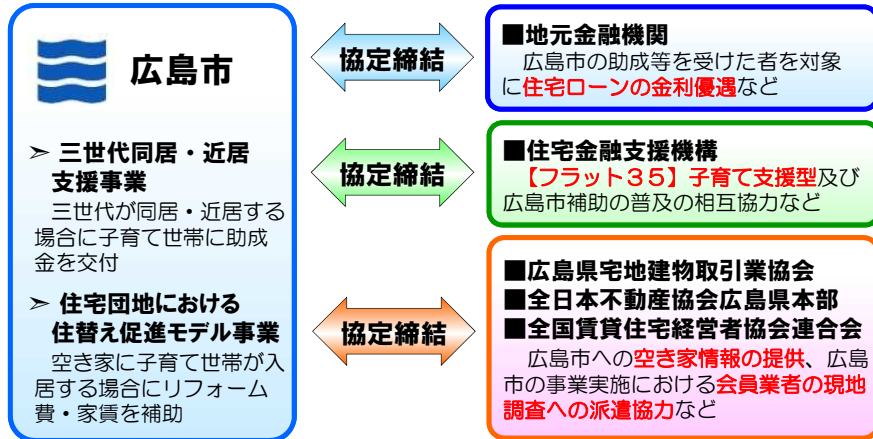 広島市
➢ 三世代同居・近居
支援事業
三世代が同居・近居する
場合に子育て世帯に助成
金を交付
➢ 住宅団地における
住替え促進モデル事業
空き家に子育て世帯が入
居する場合にリフォーム
費・家賃を補助
協定締結
■地元金融機関
広島市の助成等を受けた者を対象
に住宅ローンの金利優遇など
協定締結
■住宅金融支援機構
【フラット３５】子育て支援型及び
広島市補助の普及の相互協力など
協定締結
■広島県宅地建物取引業協会
■全日本不動産協会広島県本部
■全国賃貸住宅経営者協会連合会
広島市への空き家情報の提供、広島
市の事業実施における会員業者の現地
調査への派遣協力など